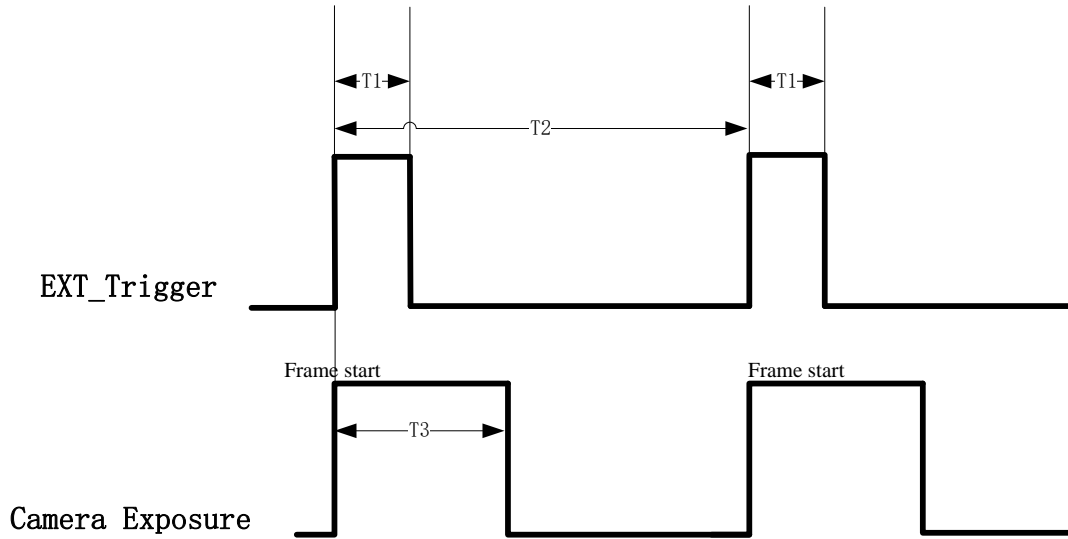 T1
T1
T2
EXT_Trigger
Frame start
Frame start
T3
Camera Exposure